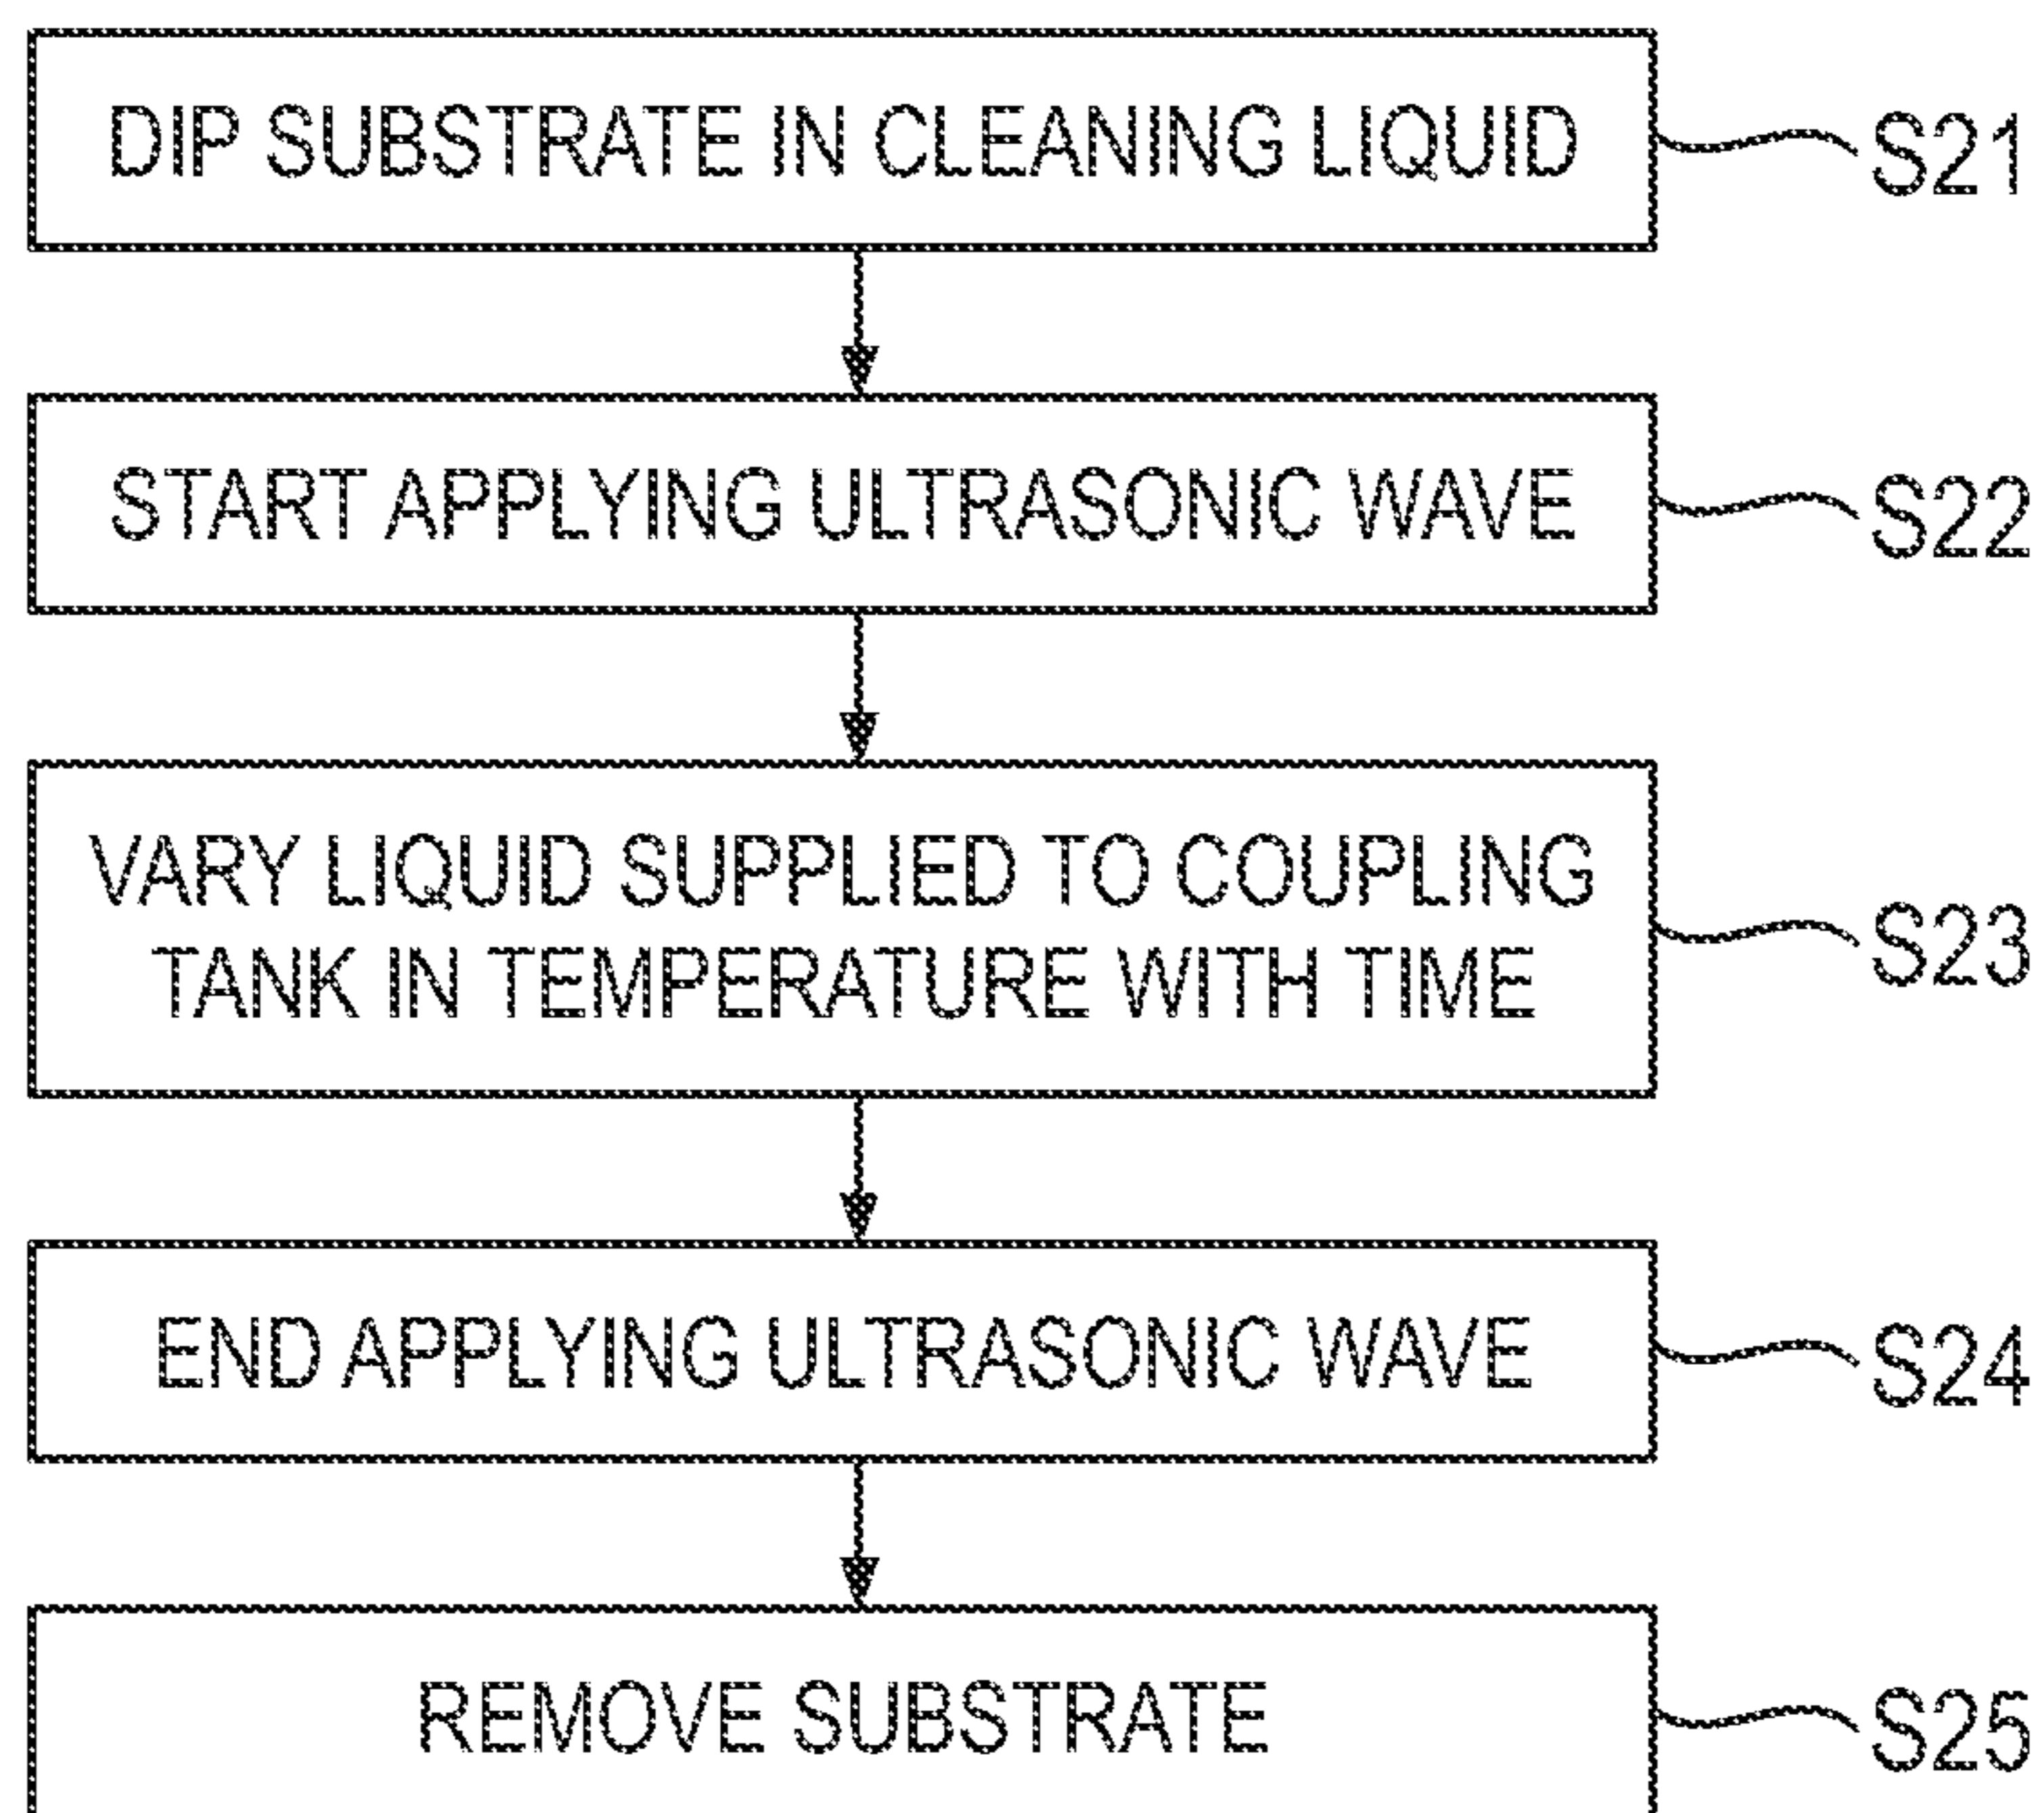 DIP SUBSTRATE IN CLEANING LIQUID
S21
START APPLYING ULTRASONIC WAVE
S22
VARY LIQUID SUPPLIED TO COUPLING
TANK IN TEMPERATURE WITH TIME
S23
END APPLYING ULTRASONIC WAVE
S24
REMOVE SUBSTRATE
S25